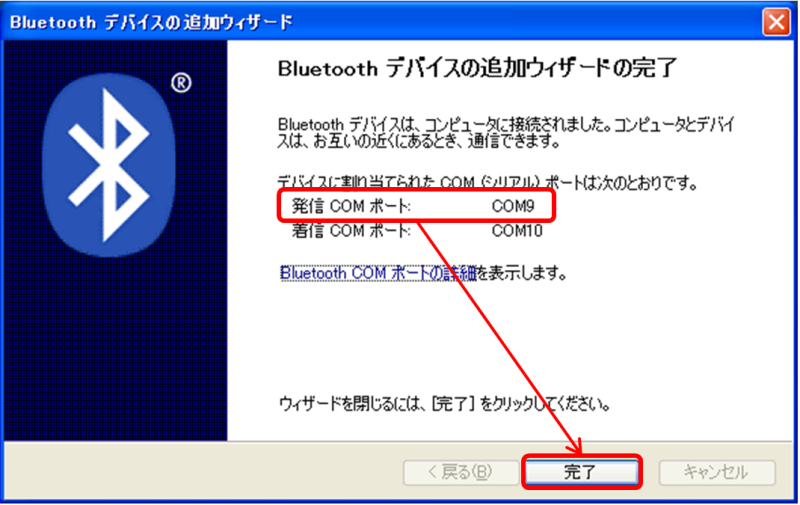 Bluetooth デバイスの追加ウィザード
®
Bluetooth デバイスの追加ウィザードの完了
Bluetooth デバイスは、コンピュータに接続されました。コンピュータとデバイ
スは、お互いの近くにあるとき、通信できます。
デバイスに割り当てられた COM (シリアル) ポートは次のとおりです。
発信 COM ポート: COM9
着信 COM ポート: COM10
Bluetooth COM ポートの詳細を表示します。
ウィザードを閉じるには、[完了] をクリックしてください。
< 戻る(B)
完了
キャンセル